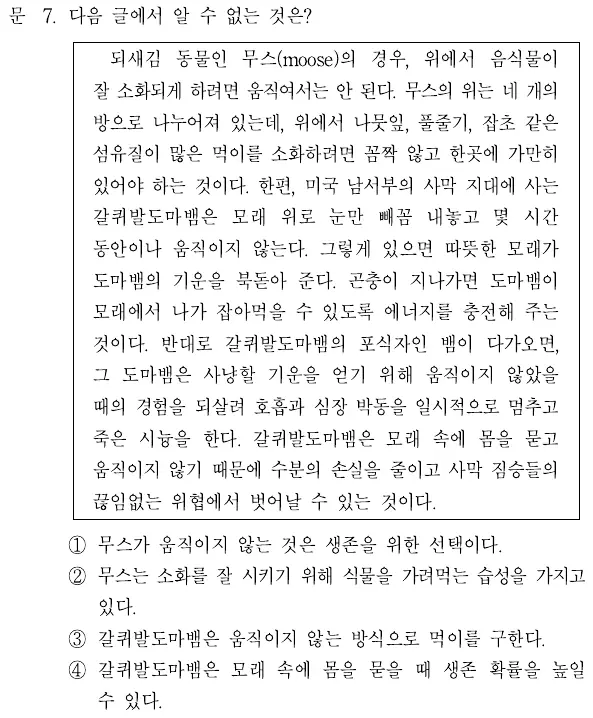 문 7. 다음 글에서 알 수 없는 것은?
되새김 동물인 무스(moose)의 경우, 위에서 음식물이
잘 소화되게 하려면 움직여서는 안 된다. 무스의 위는 네 개의
방으로 나누어져 있는데, 위에서 나뭇잎, 풀줄기, 잡초 같은
섬유질이 많은 먹이를 소화하려면 꼼짝 않고 한곳에 가만히
있어야 하는 것이다. 한편, 미국 남서부의 사막 지대에 사는
갈퀴발도마뱀은 모래 위로 눈만 빼꼼 내놓고 몇 시간
동안이나 움직이지 않는다. 그렇게 있으면 따뜻한 모래가
도마뱀의 기운을 북돋아 준다. 곤충이 지나가면 도마뱀이
모래에서 나가 잡아먹을 수 있도록 에너지를 충전해 주는
것이다. 반대로 갈퀴발도마뱀의 포식자인 뱀이 다가오면,
그 도마뱀은 사냥할 기운을 얻기 위해 움직이지 않았을
때의 경험을 되살려 호흡과 심장 박동을 일시적으로 멈추고
죽은 시늉을 한다. 갈퀴발도마뱀은 모래 속에 몸을 묻고
움직이지 않기 때문에 수분의 손실을 줄이고 사막 짐승들의
끊임없는 위협에서 벗어날 수 있는 것이다.
① 무스가 움직이지 않는 것은 생존을 위한 선택이다.
② 무스는 소화를 잘 시키기 위해 식물을 가려먹는 습성을 가지고
있다.
③ 갈퀴발도마뱀은 움직이지 않는 방식으로 먹이를 구한다.
④ 갈퀴발도마뱀은 모래 속에 몸을 묻을 때 생존 확률을 높일
수 있다.